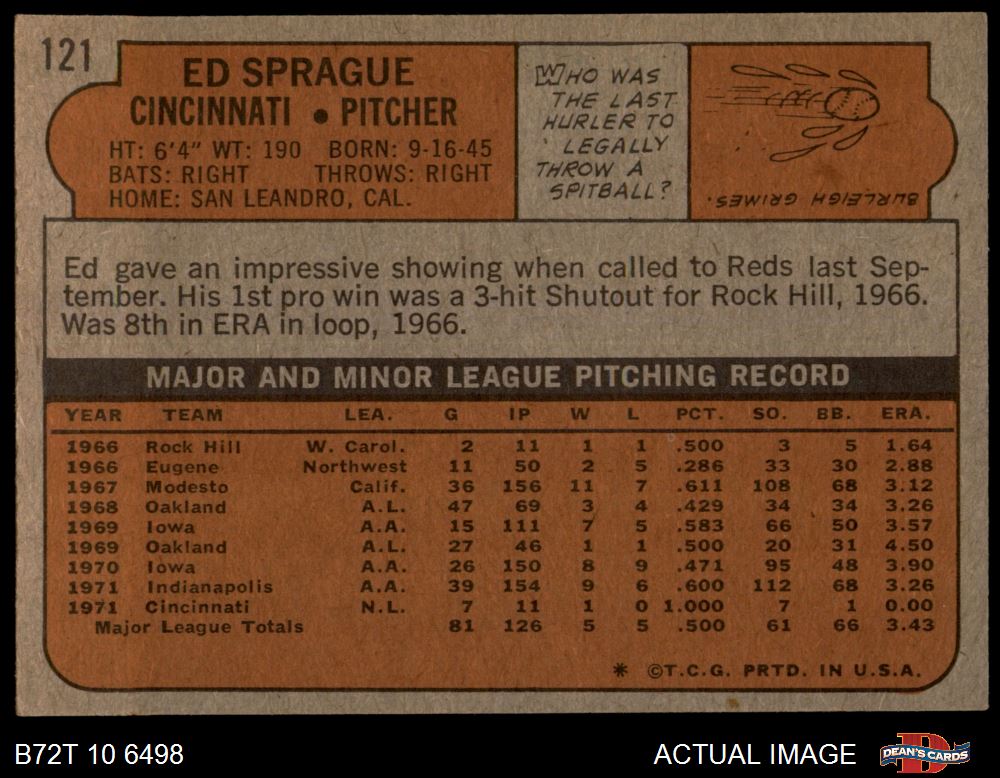 121
ED SPRAGUE
CINCINNATI • PITCHER
HT: 6'4" WT: 190 BORN: 9-16-45
BATS: RIGHT THROWS: RIGHT
HOME: SAN LEANDRO, CAL.
WHO WAS
THE LAST
HURLER TO
LEGALLY
THROW A
SPITBALL?
BURLEIGH GRIMES.
Ed gave an impressive showing when called to Reds last Sep-
tember. His 1st pro win was a 3-hit Shutout for Rock Hill, 1966.
Was 8th in ERA in loop, 1966.
MAJOR AND MINOR LEAGUE PITCHING RECORD
YEAR TEAM LEA. G IP W L PCT. SO. BB. ERA.
1966 Rock Hill W. Carol. 2 11 1 1 .500 3 5 1.64
1966 Eugene Northwest 11 50 2 5 .286 33 30 2.88
1967 Modesto Calif. 36 156 11 7 .611 108 68 3.12
1968 Oakland A.L. 47 69 3 4 .429 34 34 3.26
1969 Iowa A.A. 15 111 7 5 .583 66 50 3.57
1969 Oakland A.L. 27 46 1 1 .500 20 31 4.50
1970 Iowa A.A. 26 150 8 9 .471 95 48 3.90
1971 Indianapolis A.A. 39 154 9 6 .600 112 68 3.26
1971 Cincinnati N.L. 7 11 1 0 1.000 7 1 0.00
Major League Totals 81 126 5 5 .500 61 66 3.43
* ©T.C.G. PRTD. IN U.S.A.
B72T 10 6498
ACTUAL IMAGE
DEAN'S CARDS